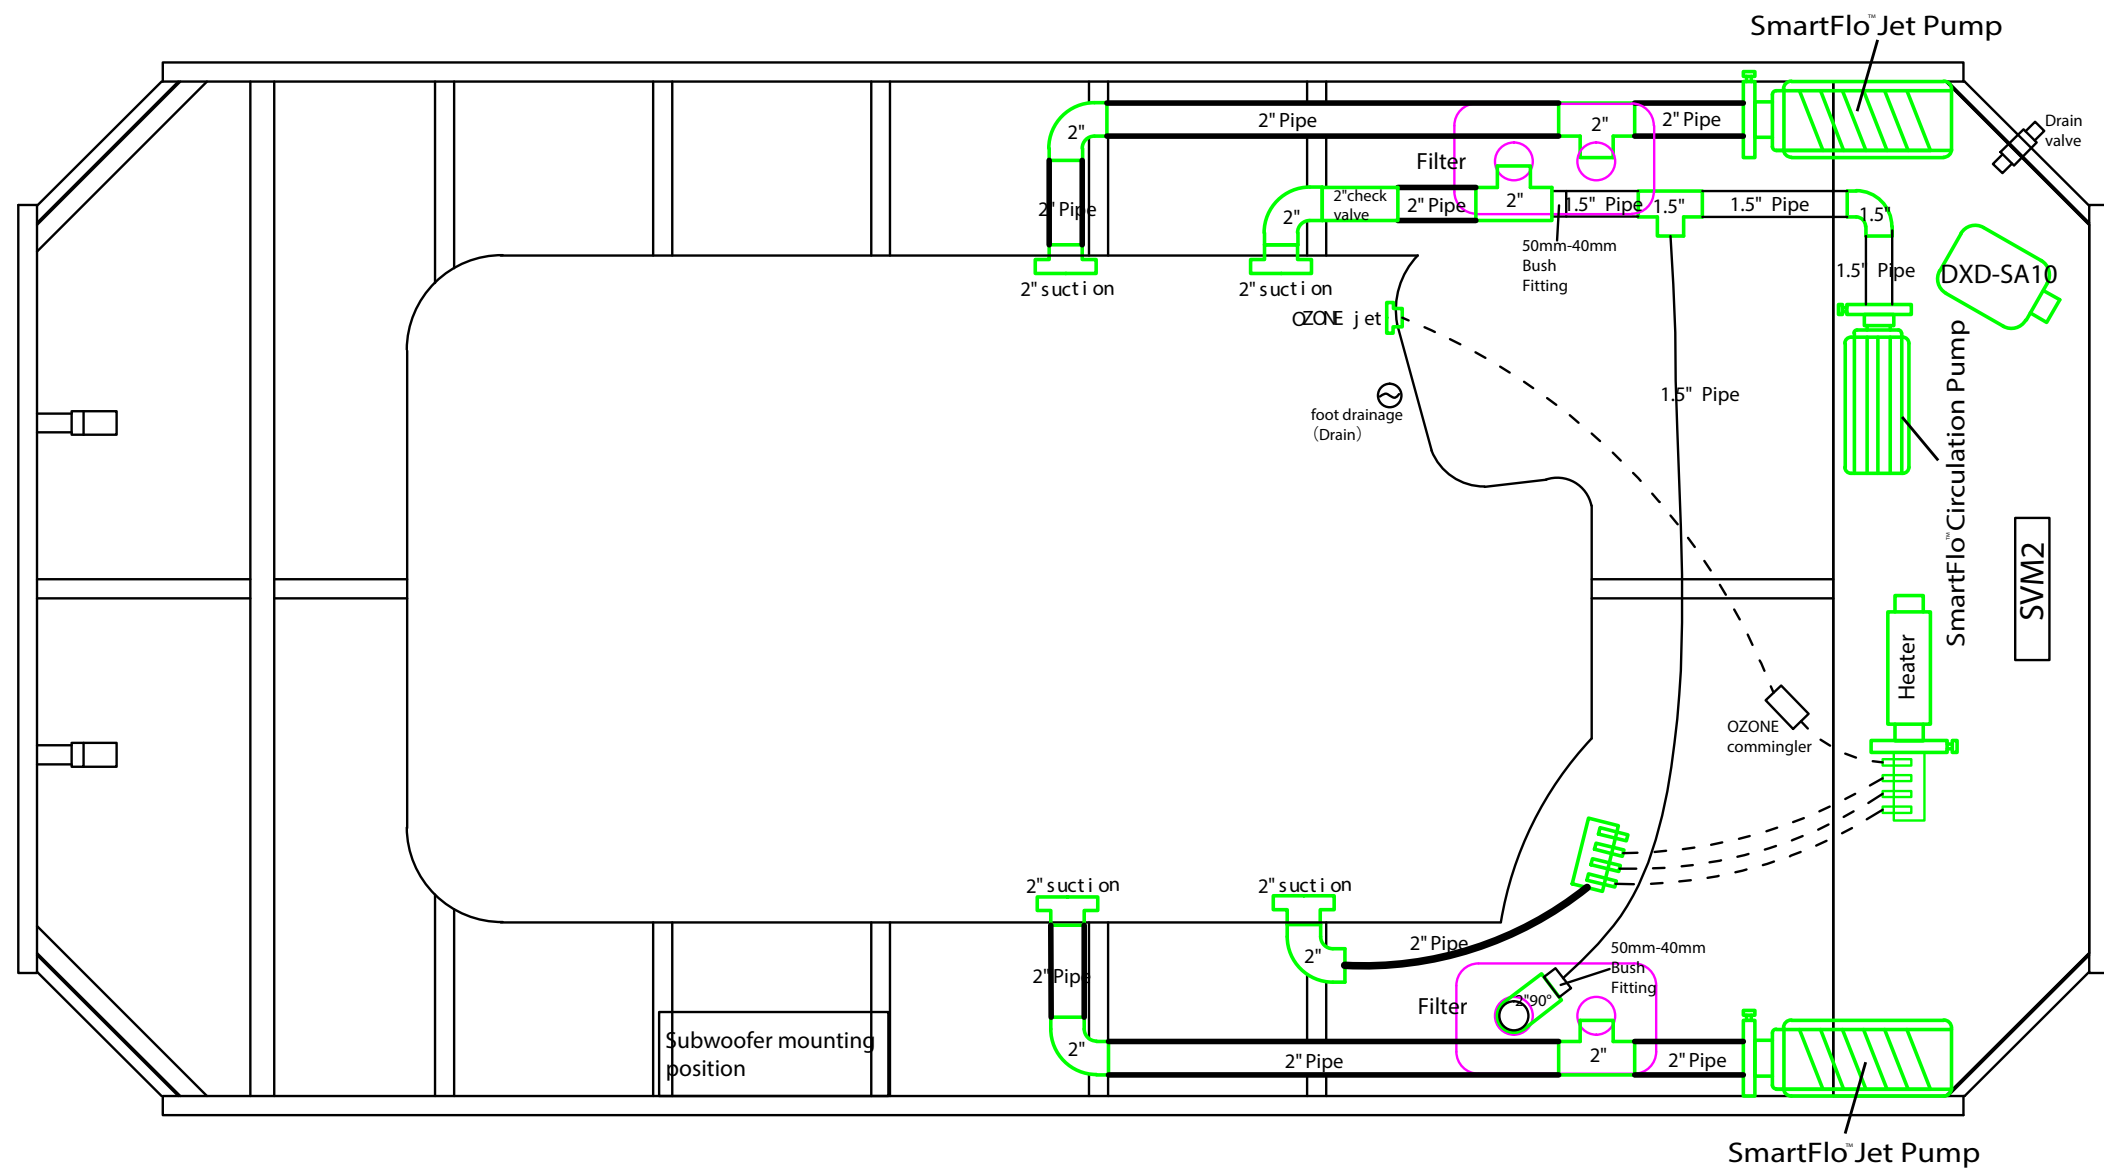 SmartFlo™ Jet Pump
Drain
valve
2"
2" Pipe
2"
2" Pipe
Filter
2" Pipe
2"
2"check
valve
2" Pipe
2"
1.5" Pipe
1.5"
1.5" Pipe
1.5"
50mm-40mm
Bush
Fitting
1.5" Pipe
DXD-SA10
2" suction
2" suction
OZONE jet
SmartFlo™ Circulation Pump
1.5" Pipe
foot drainage
(Drain)
SVM2
Heater
OZONE
commingler
2" suction
2" suction
2" Pipe
2"
2" Pipe
50mm-40mm
Bush
Fitting
Filter
2"90°
Subwoofer mounting
position
2"
2" Pipe
2"
2" Pipe
SmartFlo™ Jet Pump